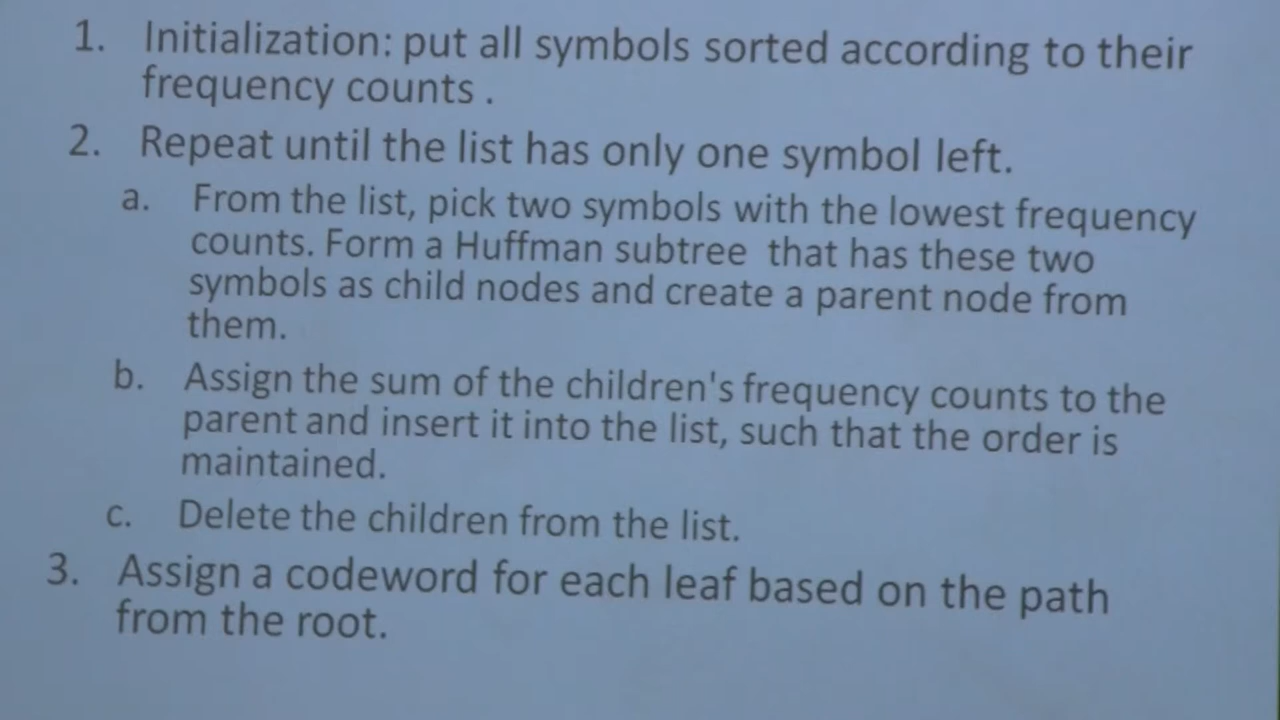 1. Initialization: put all symbols sorted according to their
frequency counts .
2. Repeat until the list has only one symbol left.
a. From the list, pick two symbols with the lowest frequency
counts. Form a Huffman subtree that has these two
symbols as child nodes and create a parent node from
them.
b. Assign the sum of the children's frequency counts to the
parent and insert it into the list, such that the order is
maintained.
c. Delete the children from the list.
3. Assign a codeword for each leaf based on the path
from the root.